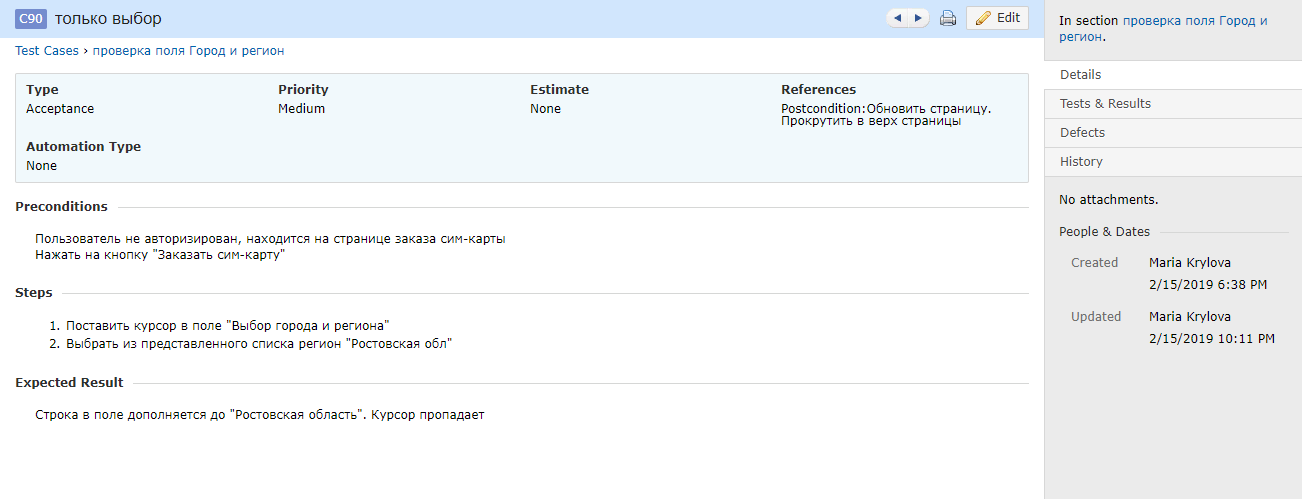 C90 только выбор
Edit
Test Cases › проверка поля Город и регион
Type
Acceptance
Priority
Medium
Estimate
None
References
Postcondition:Обновить страницу.
Прокрутить в верх страницы
Automation Type
None
Preconditions
Пользователь не авторизирован, находится на странице заказа сим-карты
Нажать на кнопку "Заказать сим-карту"
Steps
1. Поставить курсор в поле "Выбор города и региона"
2. Выбрать из представленного списка регион "Ростовская обл"
Expected Result
Строка в поле дополняется до "Ростовская область". Курсор пропадает
In section проверка поля Город и
регион.
Details
Tests & Results
Defects
History
No attachments.
People & Dates
Created Maria Krylova
2/15/2019 6:38 PM
Updated Maria Krylova
2/15/2019 10:11 PM